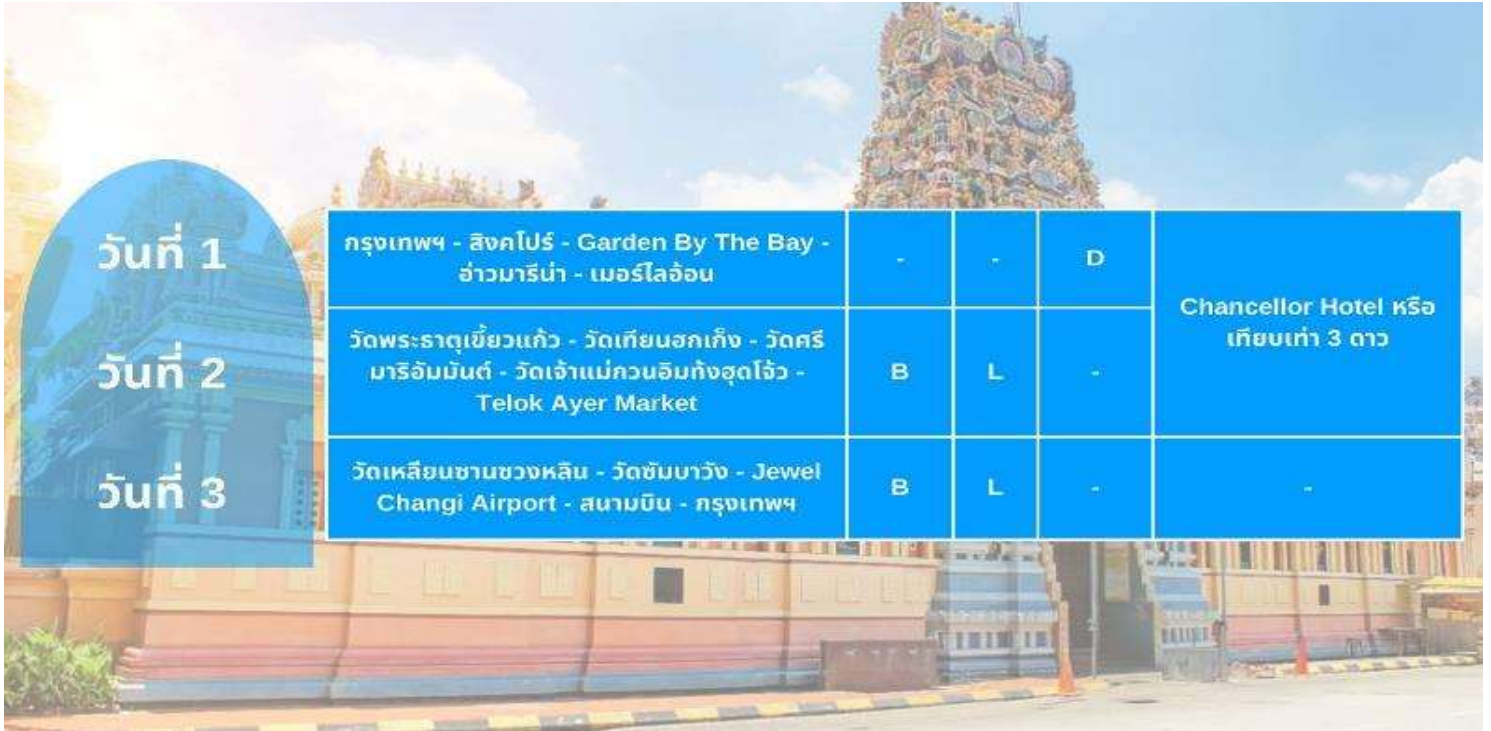 วันที่ 1
กรุงเทพฯ - สิงคโปร์ - Garden By The Bay -
อ่าวมารีน่า - เมอร์ไลอ้อน
-
-
D
Chancellor Hotel หรือ
เทียบเท่า 3 ดาว
วันที่ 2
วัดพระธาตุเขี้ยวแก้ว - วัดเทียนฮกเก็ง - วัดศรี
มาริอัมมันต์ - วัดเจ้าแม่กวนอิมทังฮุดโจ้ว -
Telok Ayer Market
B
L
-
วันที่ 3
วัดเหลียนซานซวงหลิน - วัดซัมบาวัง - Jewel
Changi Airport - สนามบิน - กรุงเทพฯ
B
L
-
-